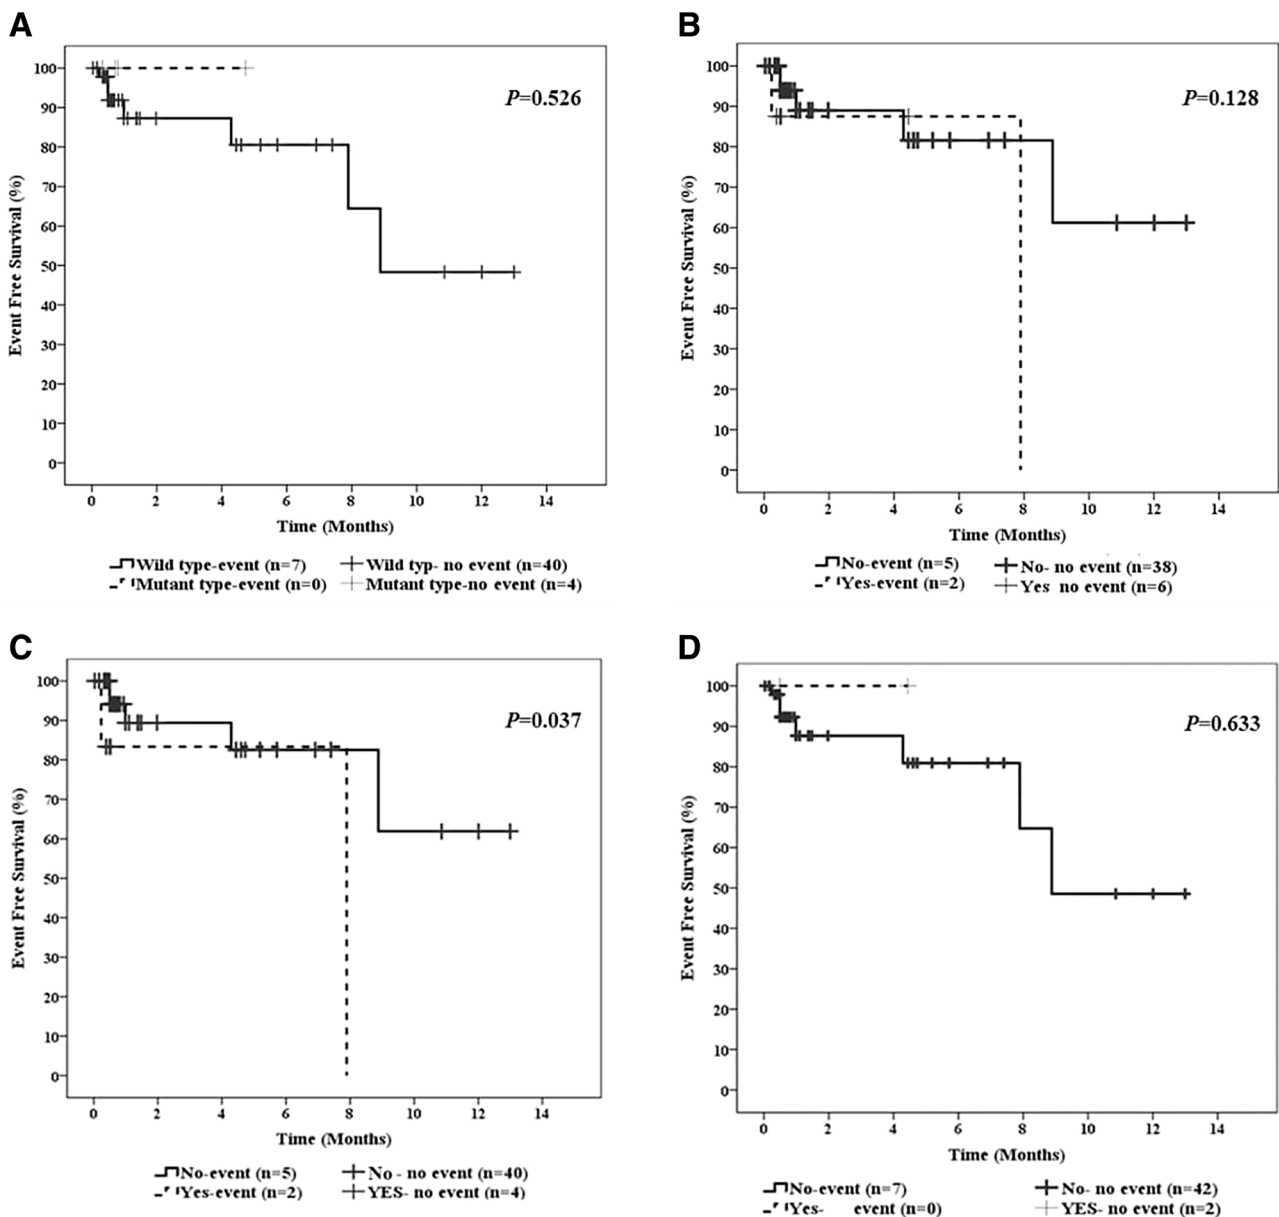 A
100
90
80
70
60
50
40
30
20
10
0
Event Free Survival (%)
P=0.526
0 2 4 6 8 10 12 14
Time (Months)
Wild type-event (n=7) Wild typ- no event (n=40)
Mutant type-event (n=0) Mutant type-no event (n=4)
B
100
90
80
70
60
50
40
30
20
10
0
Event Free Survival (%)
P=0.128
0 2 4 6 8 10 12 14
Time (Months)
No-event (n=5) No- no event (n=38)
Yes-event (n=2) Yes no event (n=6)
C
100
90
80
70
60
50
40
30
20
10
0
Event Free Survival (%)
P=0.037
0 2 4 6 8 10 12 14
Time (Months)
No-event (n=5) No - no event (n=40)
Yes-event (n=2) YES- no event (n=4)
D
100
90
80
70
60
50
40
30
20
10
0
Event Free Survival (%)
P=0.633
0 2 4 6 8 10 12 14
Time (Months)
No-event (n=7) No- no event (n=42)
Yes- event (n=0) YES- no event (n=2)